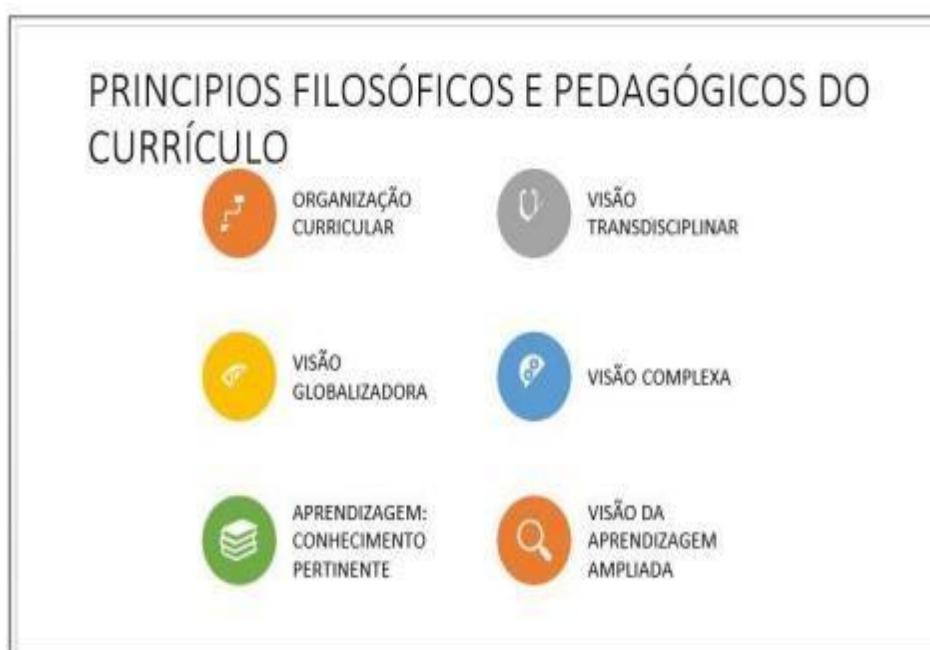 PRINCIPIOS FILOSÓFICOS E PEDAGÓGICOS DO
CURRÍCULO
ORGANIZAÇÃO
CURRICULAR
VISÃO
TRANSDISCIPLINAR
VISÃO
GLOBALIZADORA
VISÃO COMPLEXA
APRENDIZAGEM:
CONHECIMENTO
PERTINENTE
VISÃO DA
APRENDIZAGEM
AMPLIADA